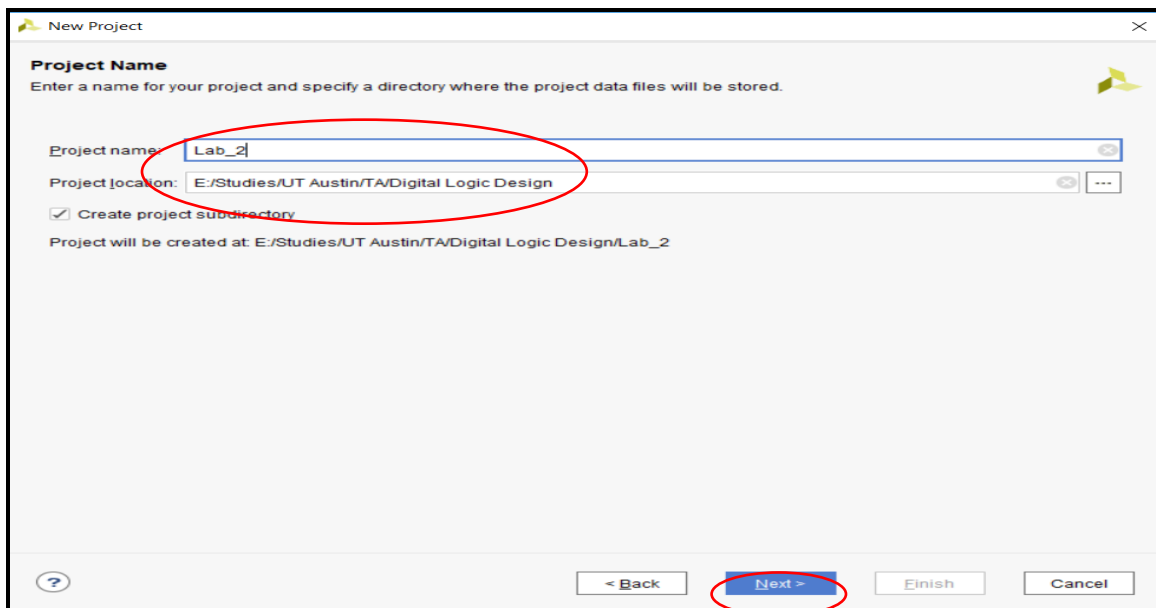 New Project
Project Name
Enter a name for your project and specify a directory where the project data files will be stored.
Project name: Lab_2
Project location: E:/Studies/UT Austin/TA/Digital Logic Design
Create project subdirectory
Project will be created at: E:/Studies/UT Austin/TA/Digital Logic Design/Lab_2
? < Back Next > Finish Cancel